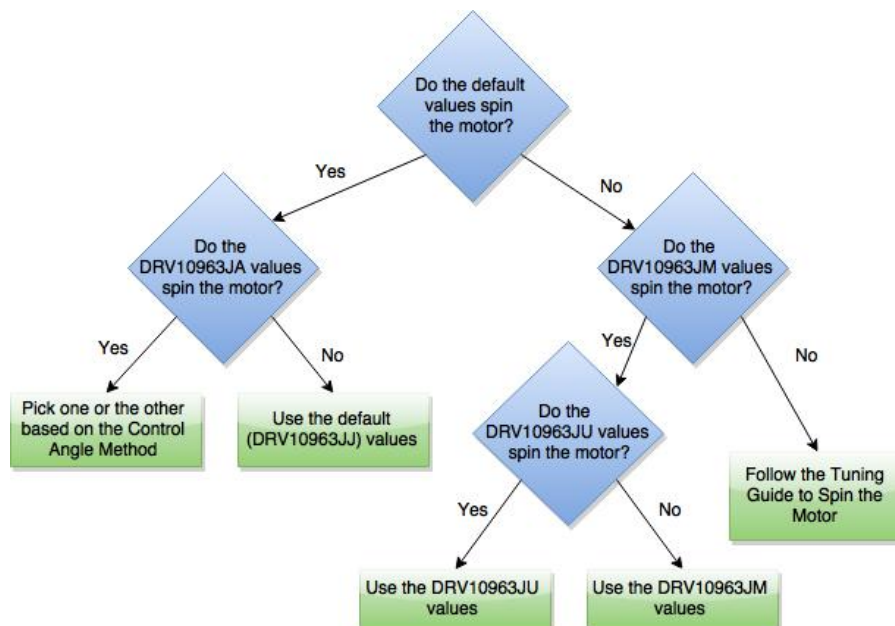 Do the default
values spin
the motor?
Yes
No
Do the
DRV10963JA values
spin the motor?
Do the
DRV10963JM values
spin the motor?
Yes
No
Yes
No
Pick one or the other
based on the Control
Angle Method
Use the default
(DRV10963JJ) values
Do the
DRV10963JU values
spin the motor?
Follow the Tuning
Guide to Spin the
Motor
Yes
No
Use the DRV10963JU
values
Use the DRV10963JM
values